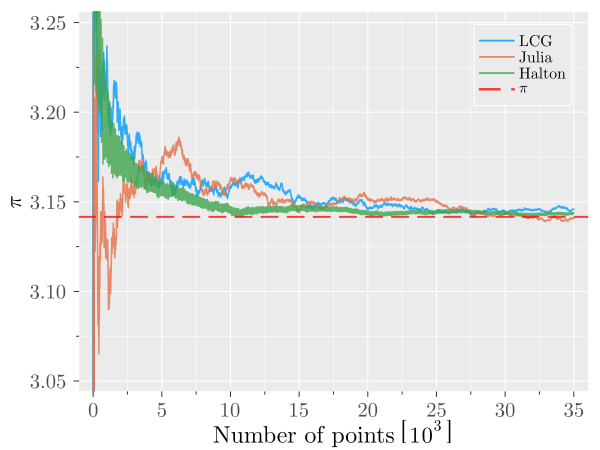 3.25
3.20
3.15
3.10
3.05
π
LCG
Julia
Halton
π
0 5 10 15 20 25 30 35
Number of points [10³]